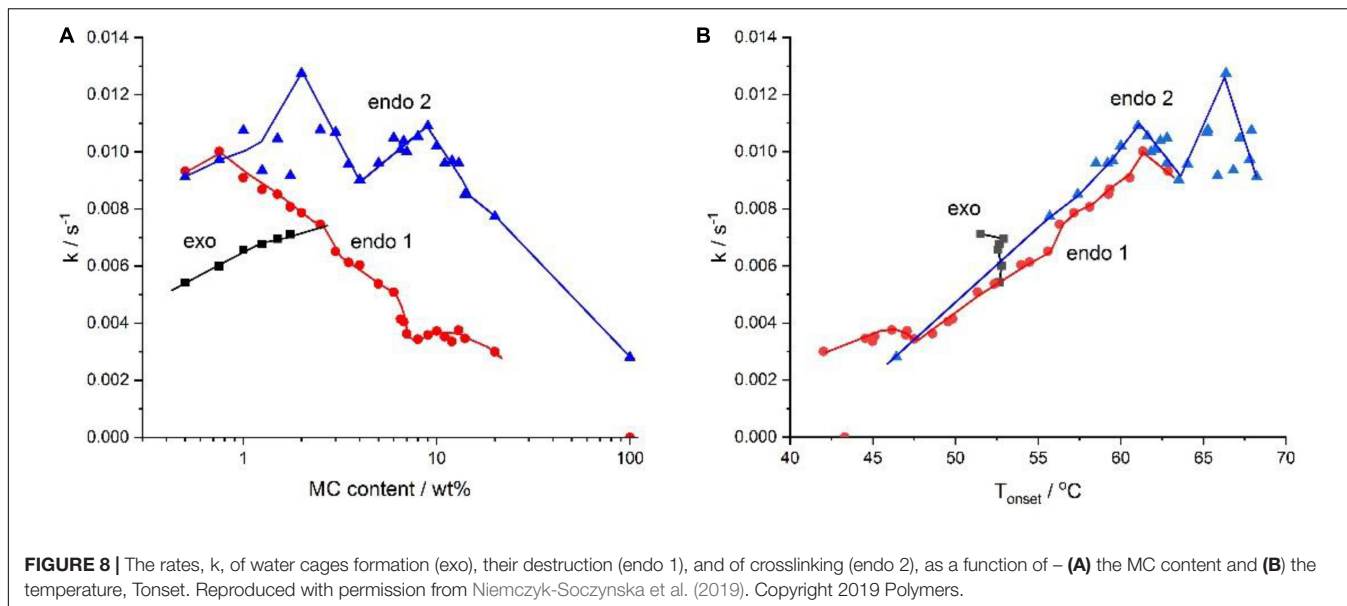 A
B
0.014
0.012
0.010
0.008
0.006
0.004
0.002
0.000
k / s⁻¹
endo 2
exo
endo 1
1
10
100
MC content / wt%
0.014
0.012
0.010
0.008
0.006
0.004
0.002
0.000
k / s⁻¹
endo 2
exo
endo 1
40
45
50
55
60
65
70
Tonset / °C
FIGURE 8 | The rates, k, of water cages formation (exo), their destruction (endo 1), and of crosslinking (endo 2), as a function of – (A) the MC content and (B) the
temperature, Tonset. Reproduced with permission from Niemczyk-Soczynska et al. (2019). Copyright 2019 Polymers.